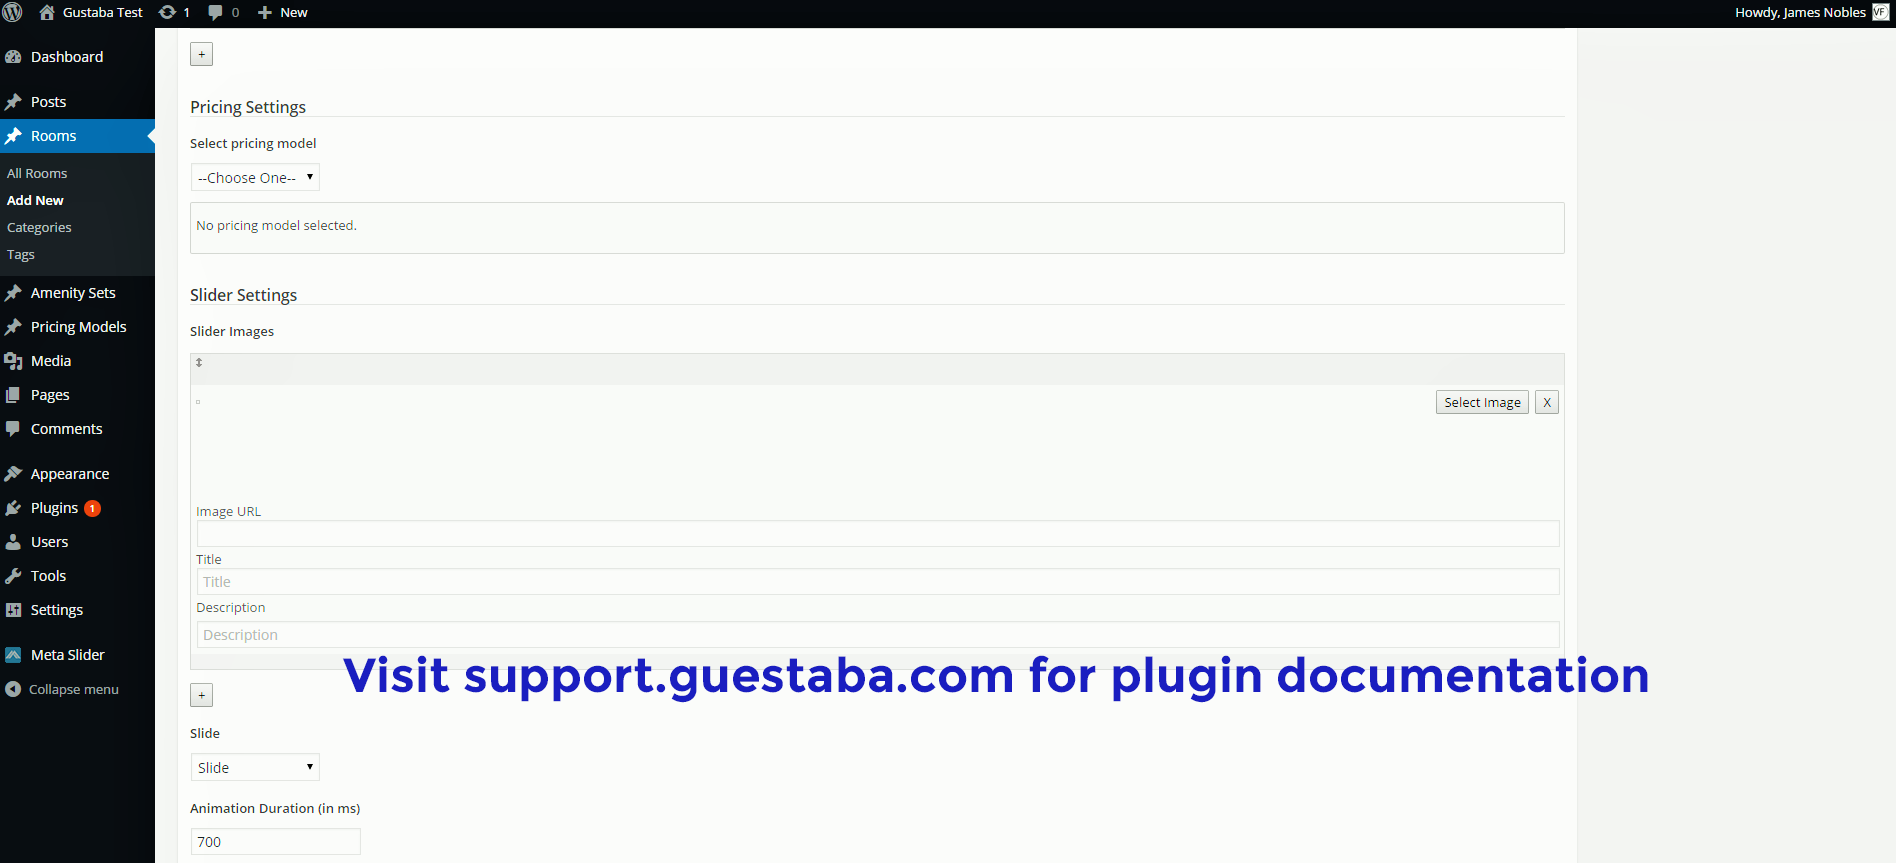 Gustaba Test 1 0 + New Howdy, James Nobles VF
Dashboard
Posts
Rooms
All Rooms
Add New
Categories
Tags
Amenity Sets
Pricing Models
Media
Pages
Comments
Appearance
Plugins 1
Users
Tools
Settings
Meta Slider
Collapse menu
+
Pricing Settings
Select pricing model
--Choose One--
No pricing model selected.
Slider Settings
Slider Images
Select Image X
Image URL
Title
Title
Description
Description
Visit support.guestaba.com for plugin documentation
+
Slide
Slide
Animation Duration (in ms)
700